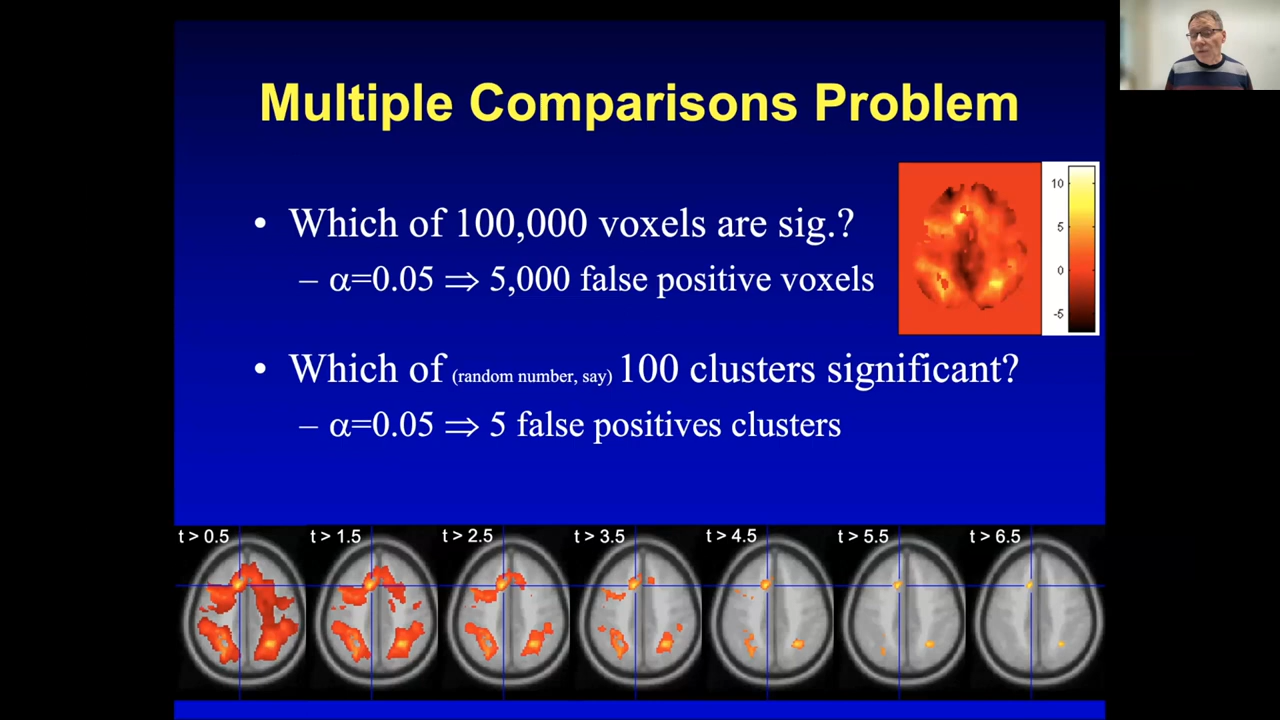 Multiple Comparisons Problem
• Which of 100,000 voxels are sig.?
– α=0.05 ⇒ 5,000 false positive voxels
10
5
0
-5
• Which of (random number, say) 100 clusters significant?
– α=0.05 ⇒ 5 false positives clusters
t > 0.5
t > 1.5
t > 2.5
t > 3.5
t > 4.5
t > 5.5
t > 6.5